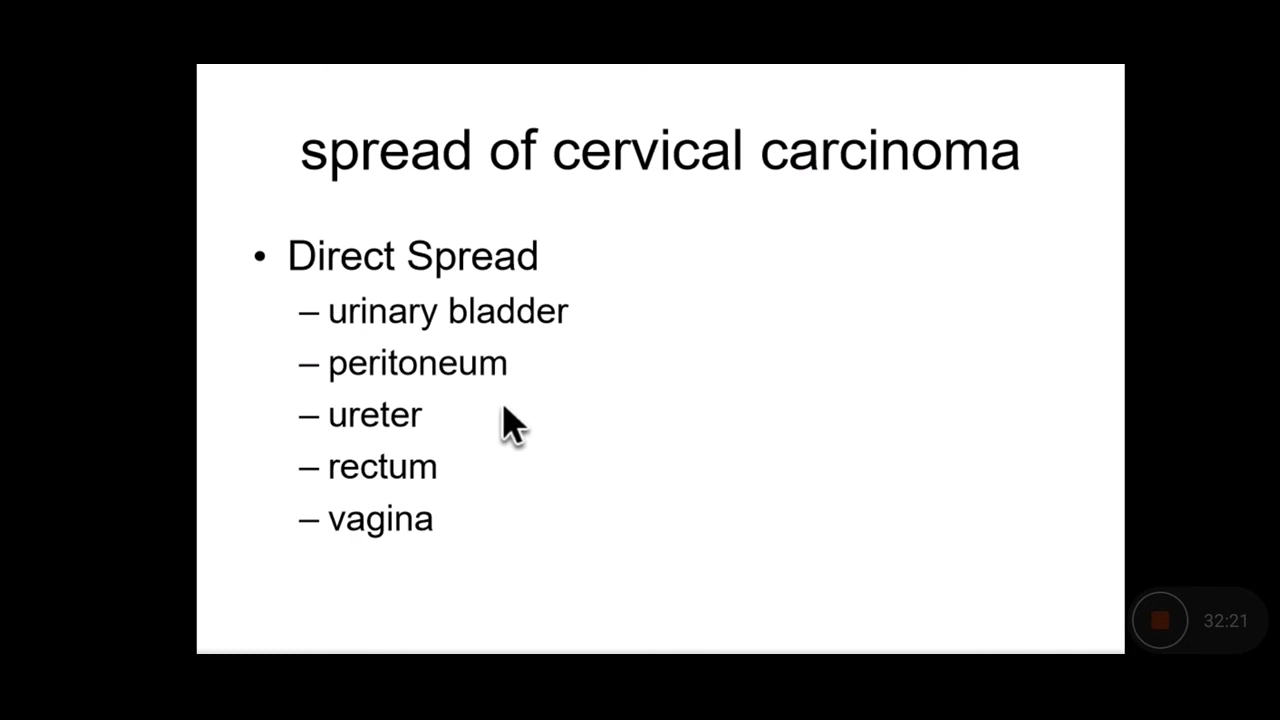 spread of cervical carcinoma
• Direct Spread
– urinary bladder
– peritoneum
– ureter
– rectum
– vagina
32:21